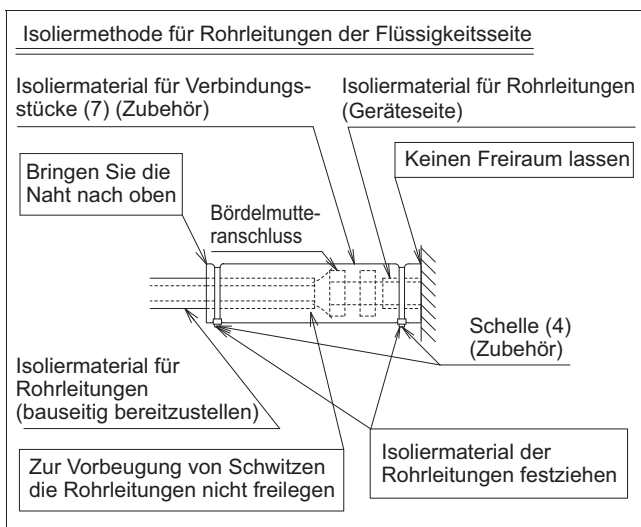 Isoliermethode für Rohrleitungen der Flüssigkeitsseite
Isoliermaterial für Verbindungs-
stücke (7) (Zubehör)
Isoliermaterial für Rohrleitungen
(Geräteseite)
Bringen Sie die
Naht nach oben
Keinen Freiraum lassen
Bördelmutte-
ranschluss
Schelle (4)
(Zubehör)
Isoliermaterial für
Rohrleitungen
(bauseitig bereitzustellen)
Zur Vorbeugung von Schwitzen
die Rohrleitungen nicht freilegen
Isoliermaterial der
Rohrleitungen festziehen